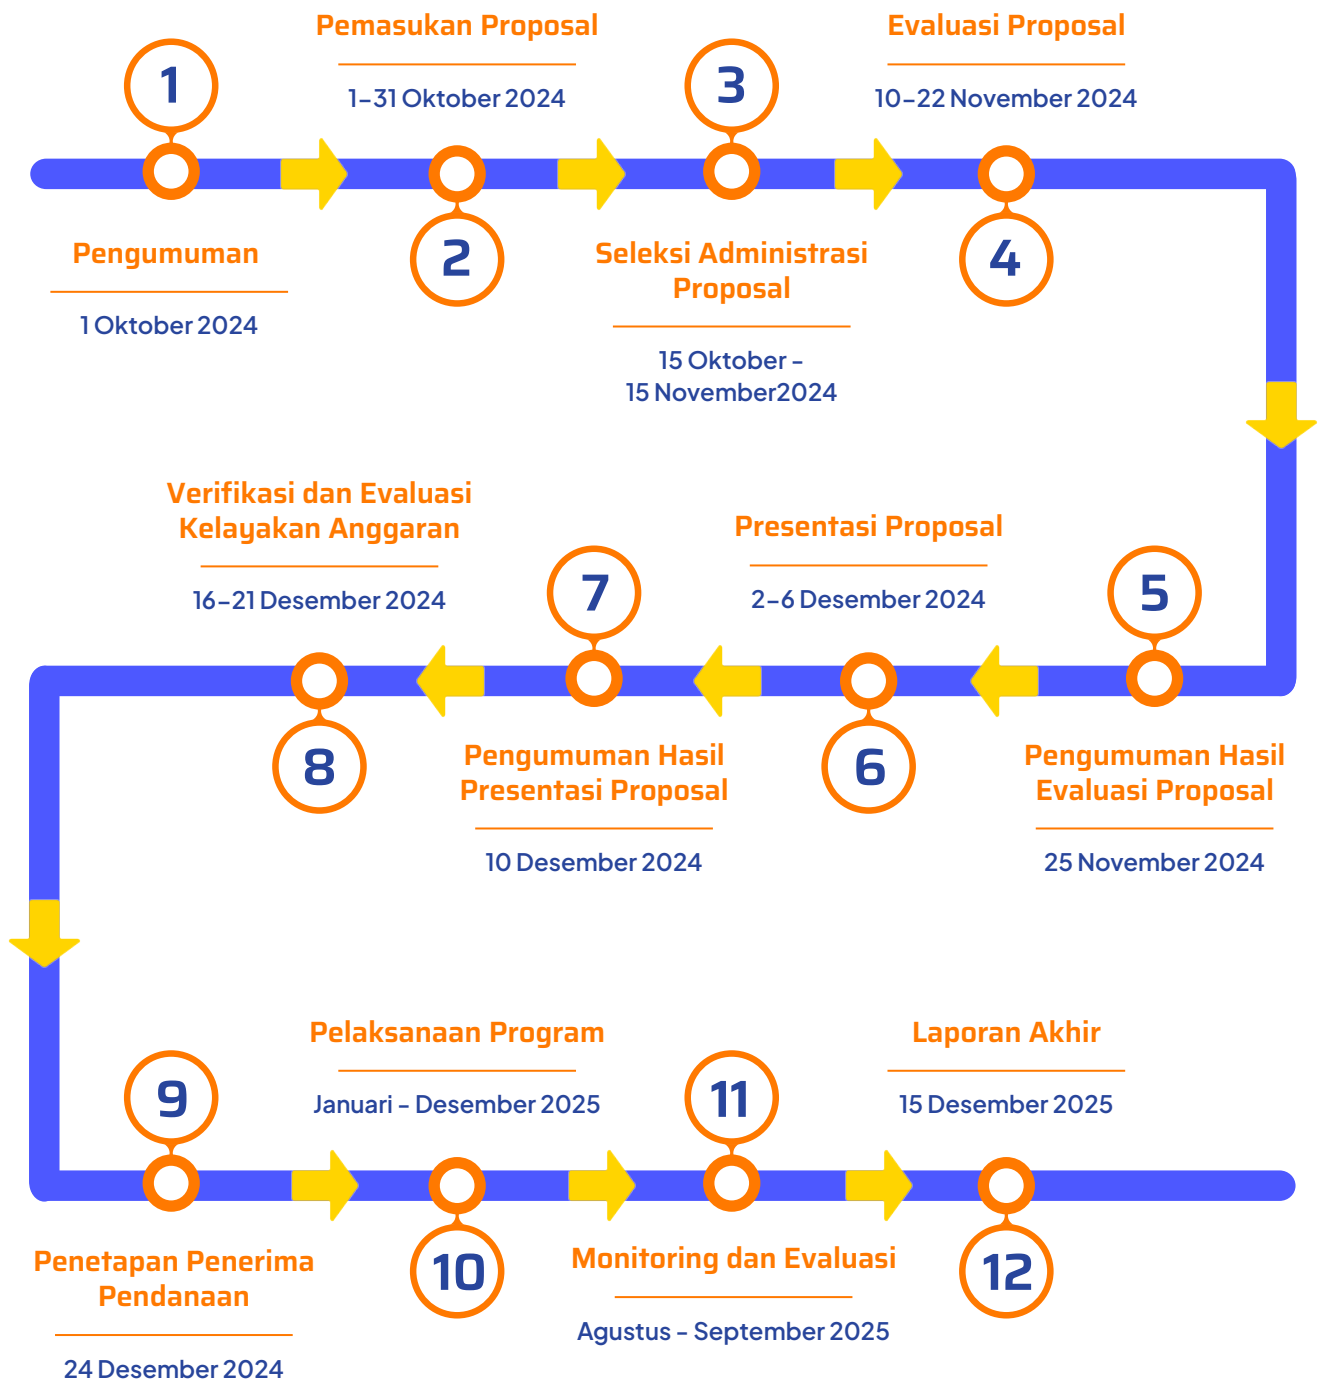 1
Pengumuman
1 Oktober 2024
Pemasukan Proposal
1-31 Oktober 2024
2
3
Seleksi Administrasi
Proposal
15 Oktober -
15 November2024
Evaluasi Proposal
10-22 November 2024
4
5
Pengumuman Hasil
Evaluasi Proposal
25 November 2024
Presentasi Proposal
2-6 Desember 2024
6
7
Pengumuman Hasil
Presentasi Proposal
10 Desember 2024
Verifikasi dan Evaluasi
Kelayakan Anggaran
16-21 Desember 2024
8
9
Penetapan Penerima
Pendanaan
24 Desember 2024
Pelaksanaan Program
Januari - Desember 2025
10
11
Monitoring dan Evaluasi
Agustus - September 2025
Laporan Akhir
15 Desember 2025
12